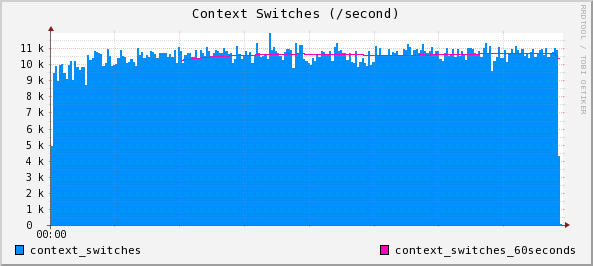 Context Switches (/second)
RRDTOOL / TOBI OETIKER
11 k
10 k
9 k
8 k
7 k
6 k
5 k
4 k
3 k
2 k
1 k
0
00:00
context_switches
context_switches_60seconds